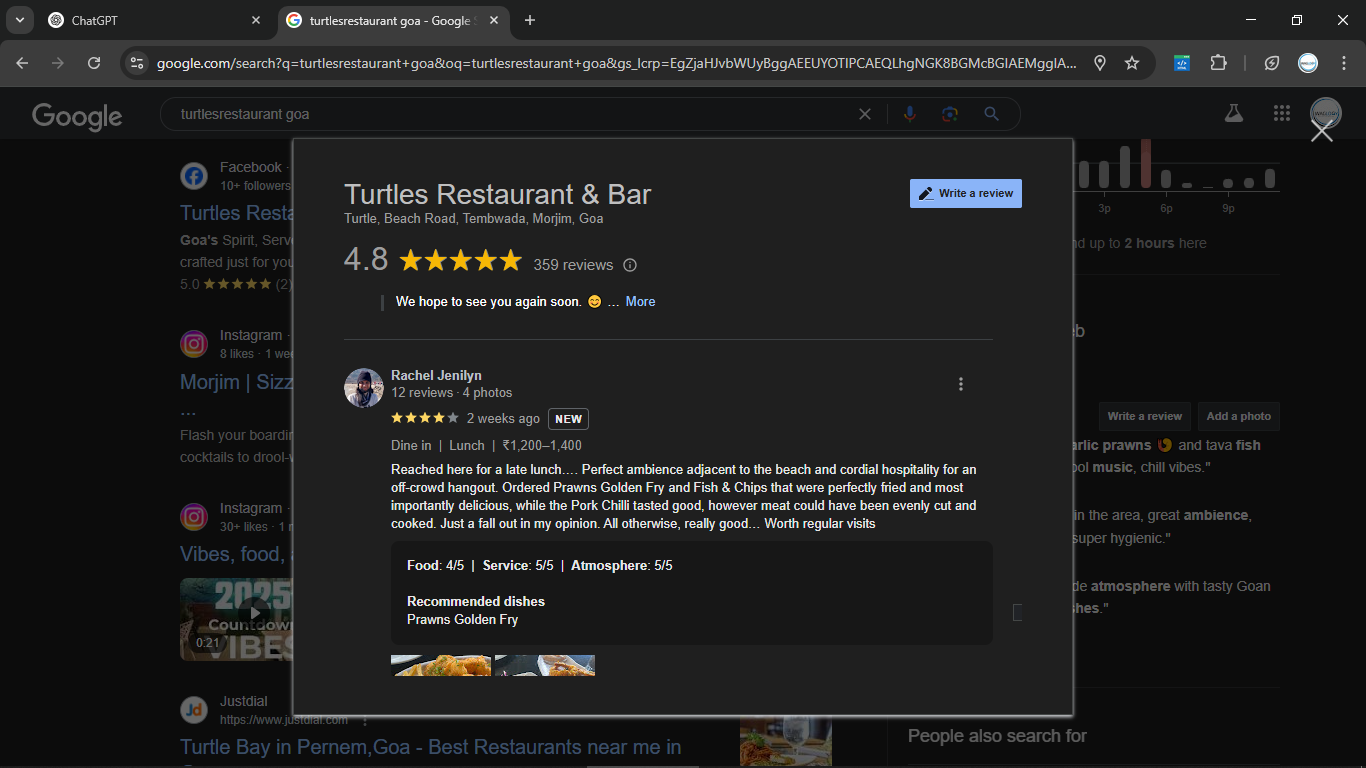 ChatGPT
turtlesrestaurant goa - Google S
google.com/search?q=turtlesrestaurant+goa&oq=turtlesrestaurant+goa&gs_lcrp=EgZjaHJvbWUyBggAEEUYOTIPCAEQLhgNGK8BGMcBGIAEMggIA...
Google
turtlesrestaurant goa
Facebook ·
10+ followers
Turtles Resta
Goa's Spirit, Serv
crafted just for you
5.0 ★★★★★ (2)
Instagram ·
8 likes · 1 wee
Morjim | Sizz
...
Flash your boardin
cocktails to drool-w
Instagram ·
30+ likes · 1 m
Vibes, food,
2025
Countdown
VIBES
0:21
Justdial
https://www.justdial.com
Turtle Bay in Pernem,Goa - Best Restaurants near me in
Turtles Restaurant & Bar
Turtle, Beach Road, Tembwada, Morjim, Goa
Write a review
4.8 ★★★★★ 359 reviews
We hope to see you again soon. 😊 ... More
Rachel Jenilyn
12 reviews · 4 photos
★★★★★ 2 weeks ago NEW
Dine in | Lunch | ₹1,200–1,400
Reached here for a late lunch…. Perfect ambience adjacent to the beach and cordial hospitality for an
off-crowd hangout. Ordered Prawns Golden Fry and Fish & Chips that were perfectly fried and most
importantly delicious, while the Pork Chilli tasted good, however meat could have been evenly cut and
cooked. Just a fall out in my opinion. All otherwise, really good… Worth regular visits
Food: 4/5 | Service: 5/5 | Atmosphere: 5/5
Recommended dishes
Prawns Golden Fry
3p 6p 9p
nd up to 2 hours here
eb
Write a review Add a photo
arlic prawns and tava fish
ool music, chill vibes."
in the area, great ambience,
super hygienic."
de atmosphere with tasty Goan
shes."
People also search for